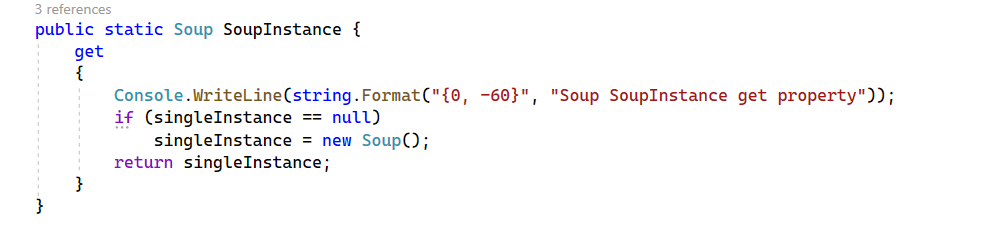 3 references
public static Soup SoupInstance {
    get
    {
        Console.WriteLine(string.Format("{0, -60}", "Soup SoupInstance get property"));
        if (singleInstance == null)
            singleInstance = new Soup();
        return singleInstance;
    }
}